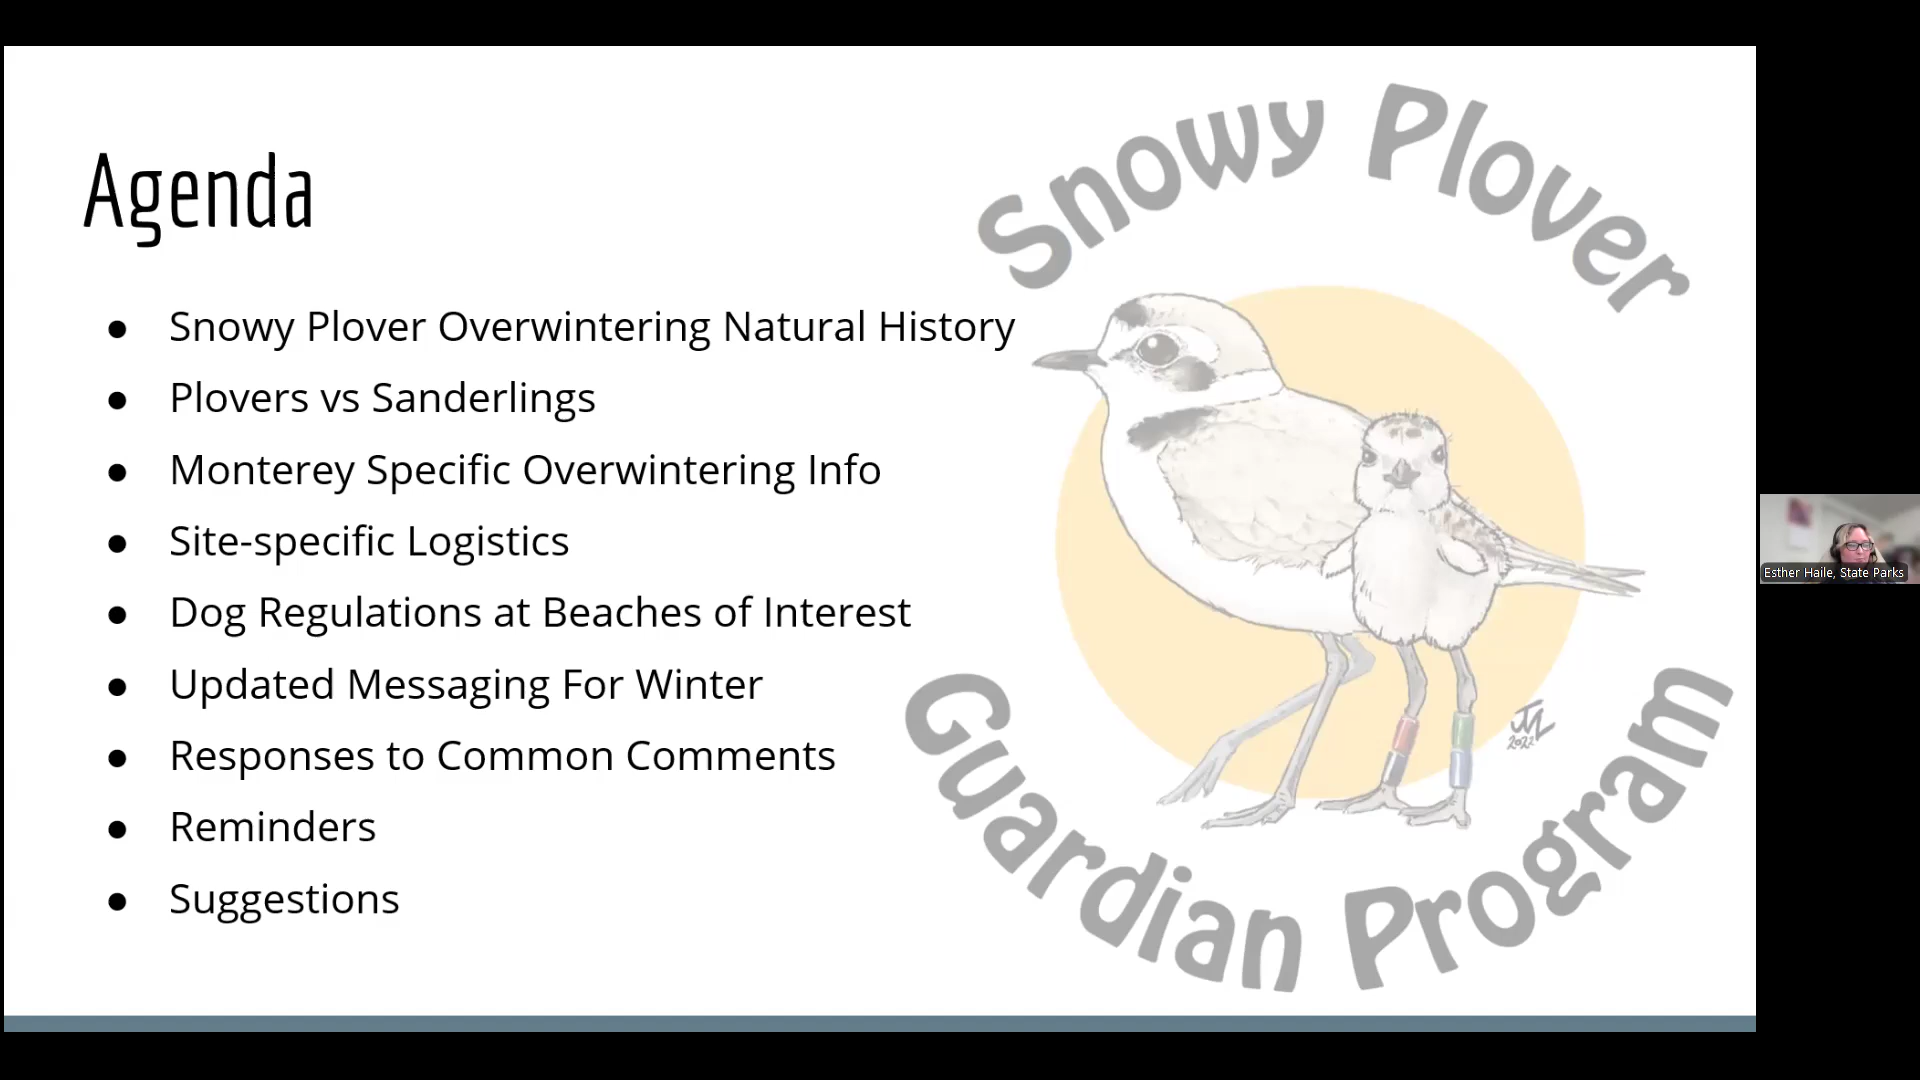 Agenda
Snowy Plover Overwintering Natural History
Plovers vs Sanderlings
Monterey Specific Overwintering Info
Site-specific Logistics
Dog Regulations at Beaches of Interest
Updated Messaging For Winter
Responses to Common Comments
Reminders
Suggestions
Snowy Plover
Guardian Program
JML
2022
Esther Haile, State Parks